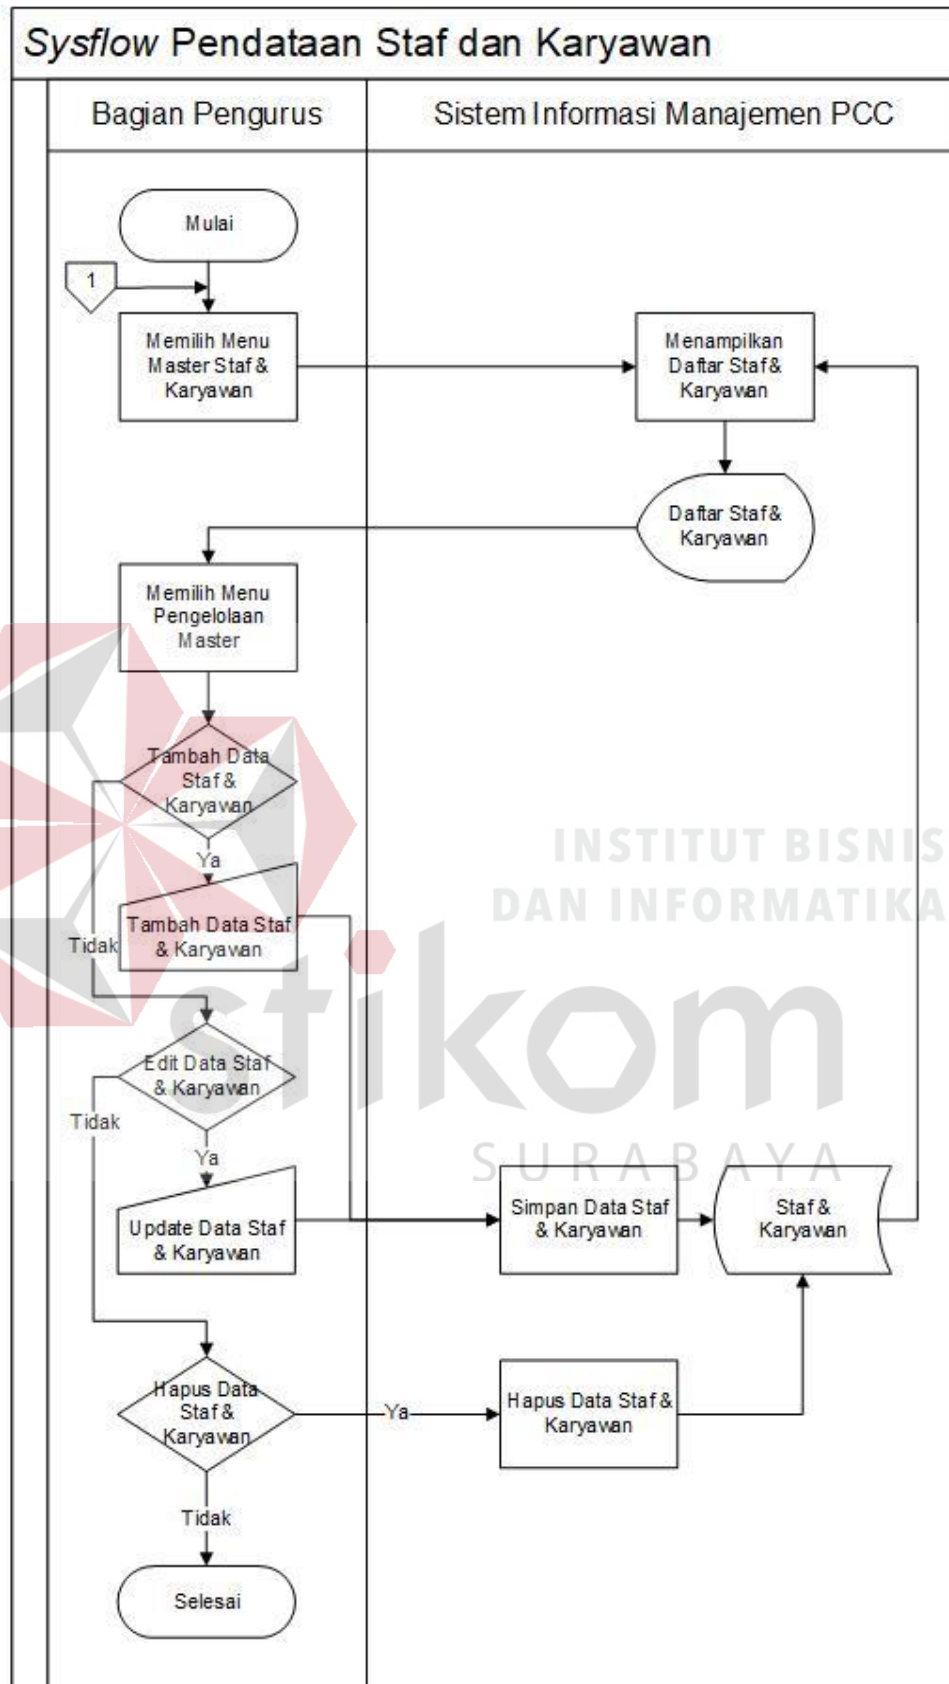 Sysflow Pendataan Staf dan Karyawan
Bagian Pengurus
Sistem Informasi Manajemen PCC
Mulai
1
Memilih Menu
Master Staf &
Karyawan
Menampilkan
Daftar Staf &
Karyawan
Daftar Staf &
Karyawan
Memilih Menu
Pengelolaan
Master
Tambah Data
Staf &
Karyawan
Ya
Tambah Data Staf
& Karyawan
Tidak
Edit Data Staf
& Karyawan
Tidak
Ya
Update Data Staf
& Karyawan
Simpan Data Staf
& Karyawan
Staf &
Karyawan
Hapus Data
Staf &
Karyawan
Ya
Hapus Data Staf &
Karyawan
Tidak
Selesai
INSTITUT BISNIS
DAN INFORMATIKA
stikom
SURABAYA